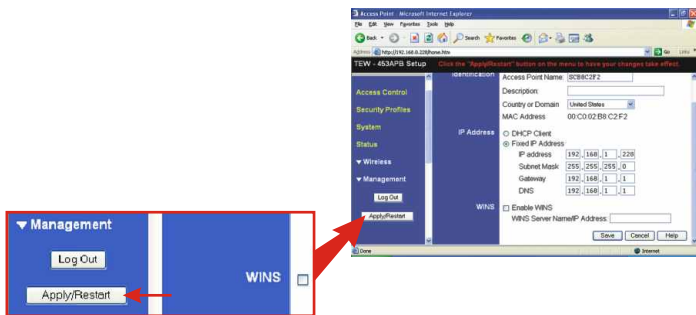 Access Point - Microsoft Internet Explorer
File Edit View Favorites Tools Help
Back Search Favorites
Address http://192.168.0.228/home.htm Go Links
TEW - 453APB Setup Click the "Apply/Restart" button on the menu to have your changes take effect.
Access Control
Security Profiles
System
Status
Wireless
Management
Log Out
Apply/Restart
Identification
Access Point Name: SCB8C2F2
Description:
Country or Domain United States
MAC Address 00:C0:02:B8:C2:F2
IP Address
DHCP Client
Fixed IP Address
IP address 192 . 168 . 1 . 228
Subnet Mask 255 . 255 . 255 . 0
Gateway 192 . 168 . 1 . 1
DNS 192 . 168 . 1 . 1
WINS
Enable WINS
WINS Server Name/IP Address:
Save Cancel Help
Done Internet
Management
Log Out
Apply/Restart
WINS